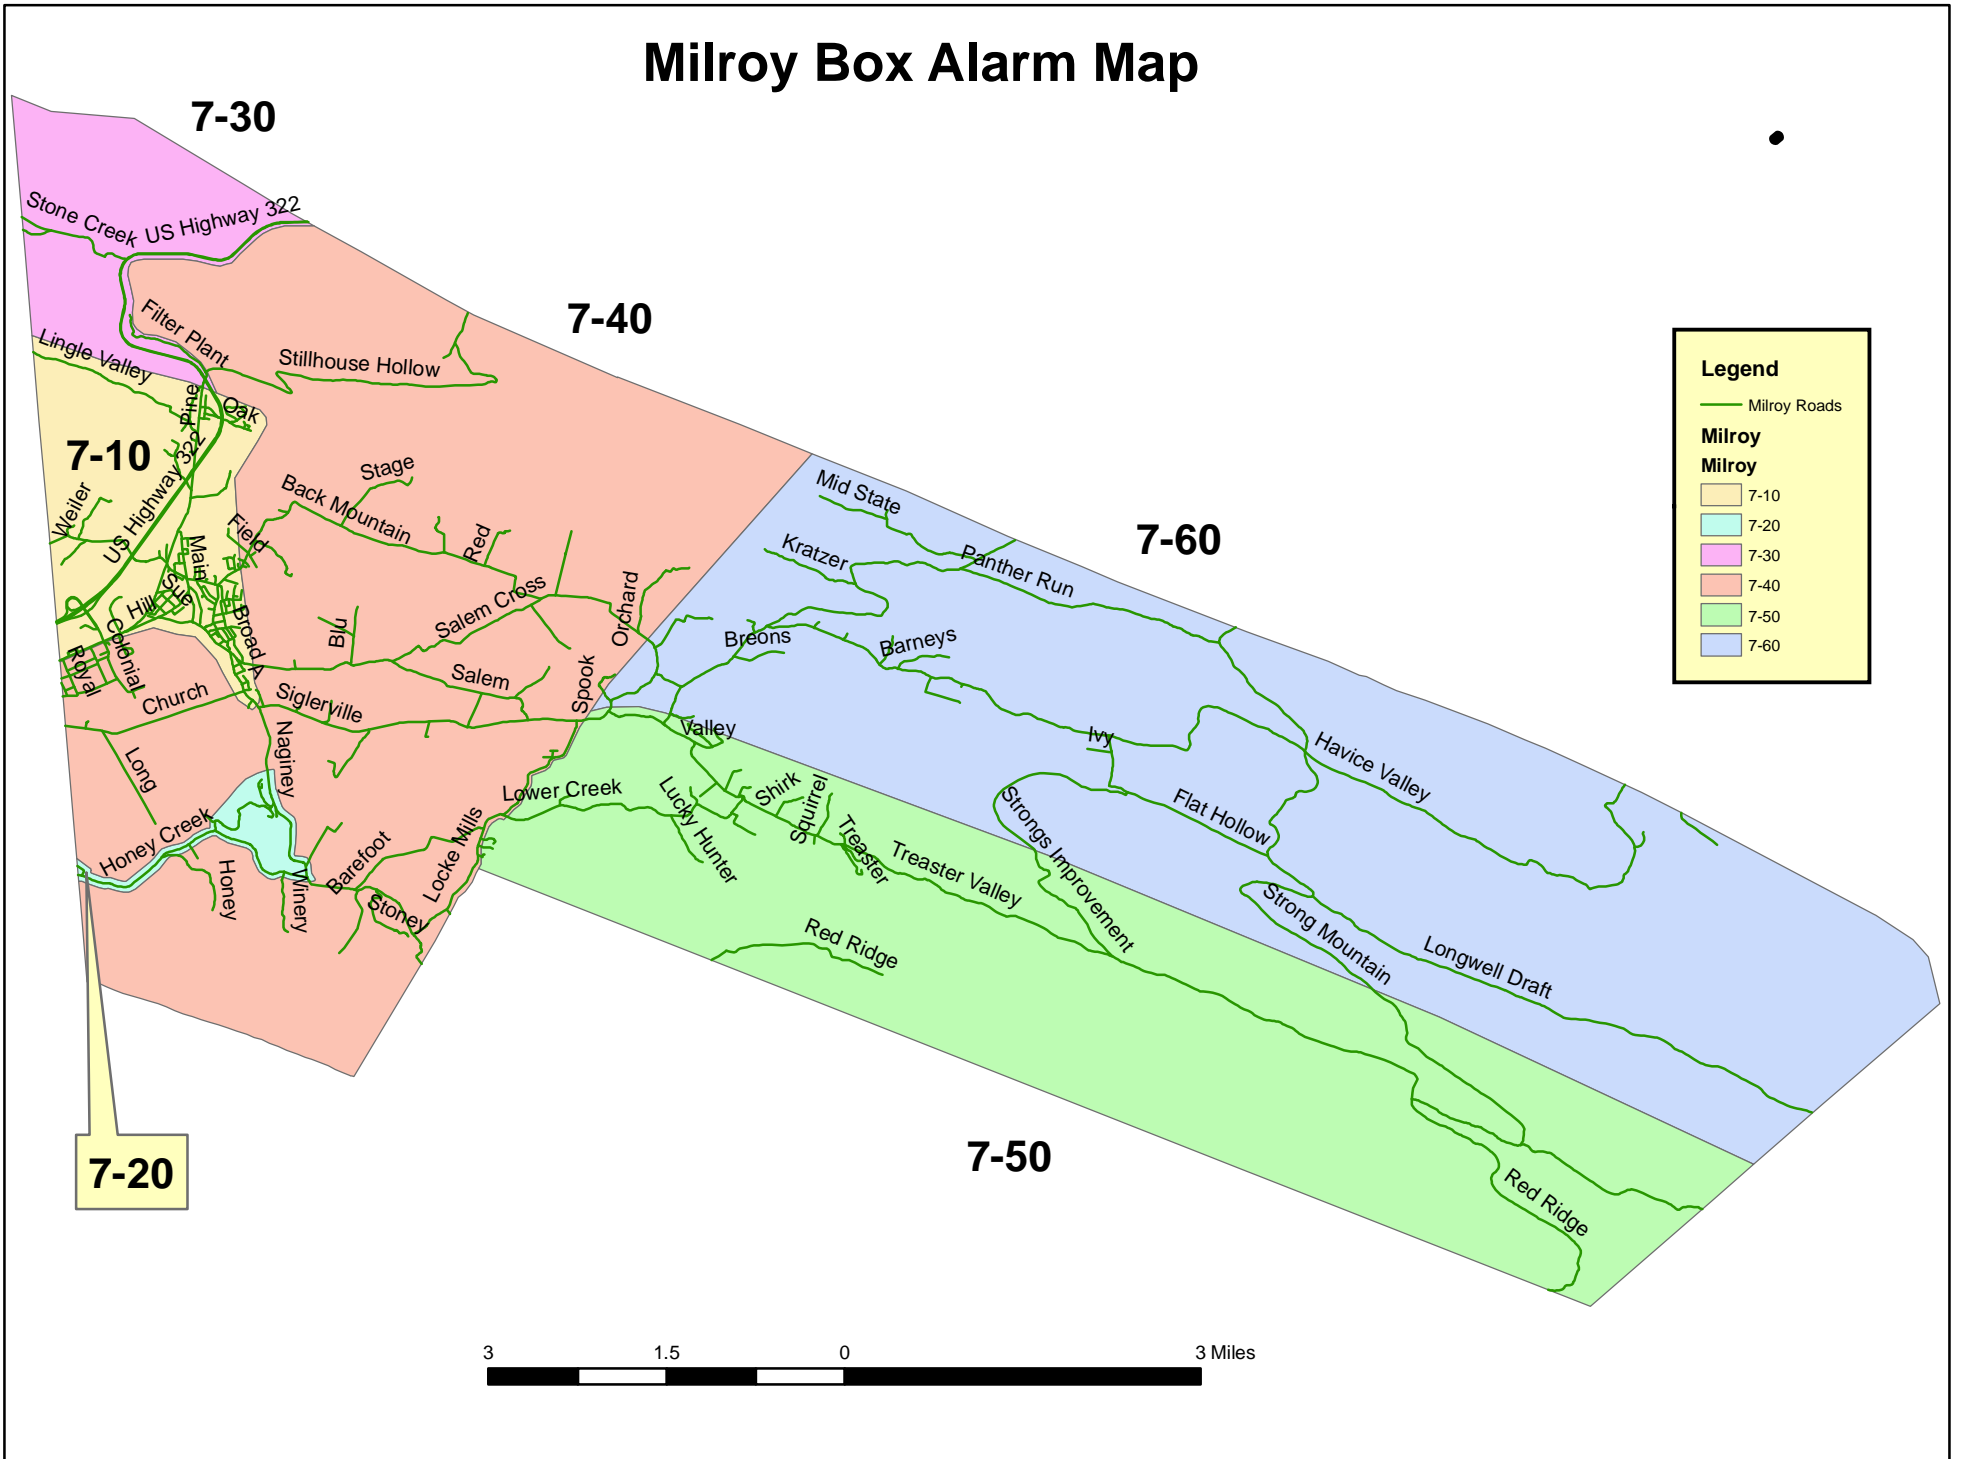 Milroy Box Alarm Map
7-30
Stone Creek
US Highway 322
7-40
Filter Plant
Stillhouse Hollow
Lingle Valley
Pine
Oak
7-10
US Highway 322
Weiler
Stage
Back Mountain
Field
Red
Main
Sue
Hill
Broad A
Colonial
Royal
Blu
Salem Cross
Orchard
Salem
Spook
Church
Siglerville
Naginey
Long
Honey Creek
Honey
Winery
Barefoot
Stoney
Locke Mills
7-20
7-60
Mid State
Kratzer
Panther Run
Breons
Barneys
Valley
Ivy
Havice Valley
Flat Hollow
Strongs Improvement
Strong Mountain
Longwell Draft
Lower Creek
Lucky Hunter
Shirk
Squirrel
Treaster
Treaster Valley
Red Ridge
7-50
Red Ridge
Legend
Milroy Roads
Milroy
Milroy
7-10
7-20
7-30
7-40
7-50
7-60
3 1.5 0 3 Miles